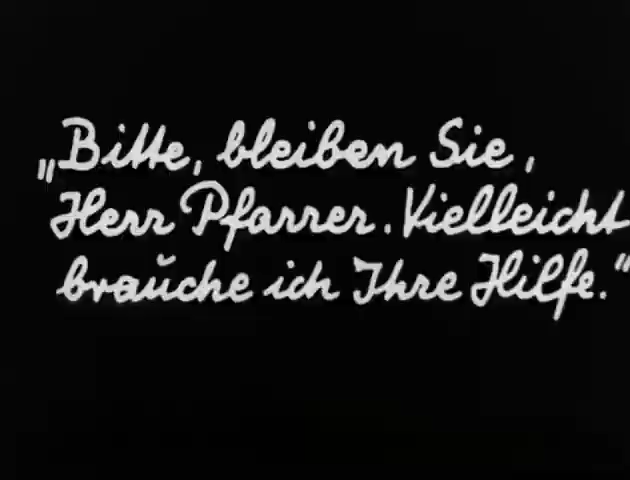 „Bitte, bleiben Sie,
Herr Pfarrer. Vielleicht
brauche ich Ihre Hilfe.“